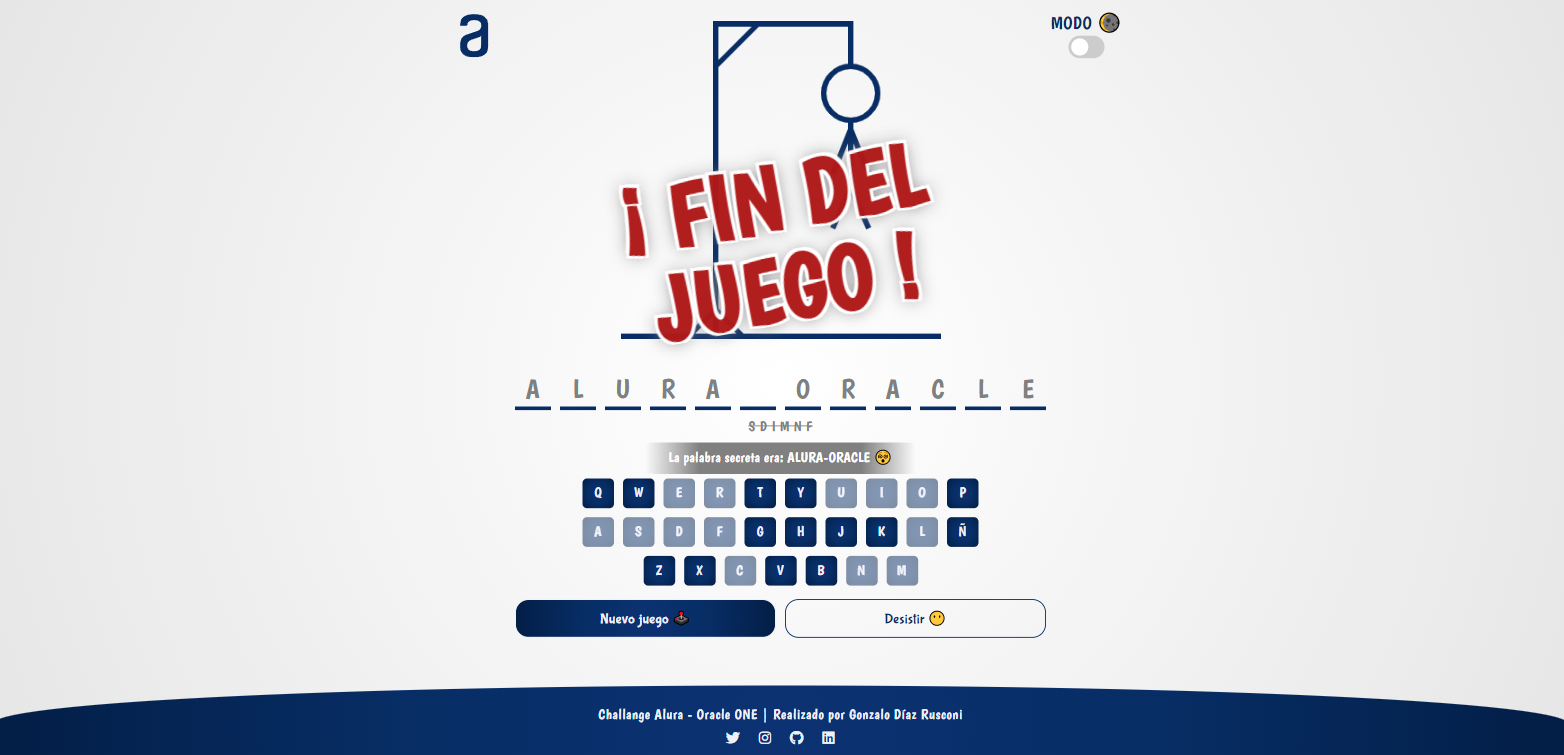 a
MODO
¡ FIN DEL
JUEGO !
A L U R A O R A C L E
S D I M N F
La palabra secreta era: ALURA-ORACLE
Q W E R T Y U I O P
A S D F G H J K L Ñ
Z X C V B N M
Nuevo juego
Desistir
Challange Alura - Oracle ONE | Realizado por Gonzalo Díaz Rusconi
in